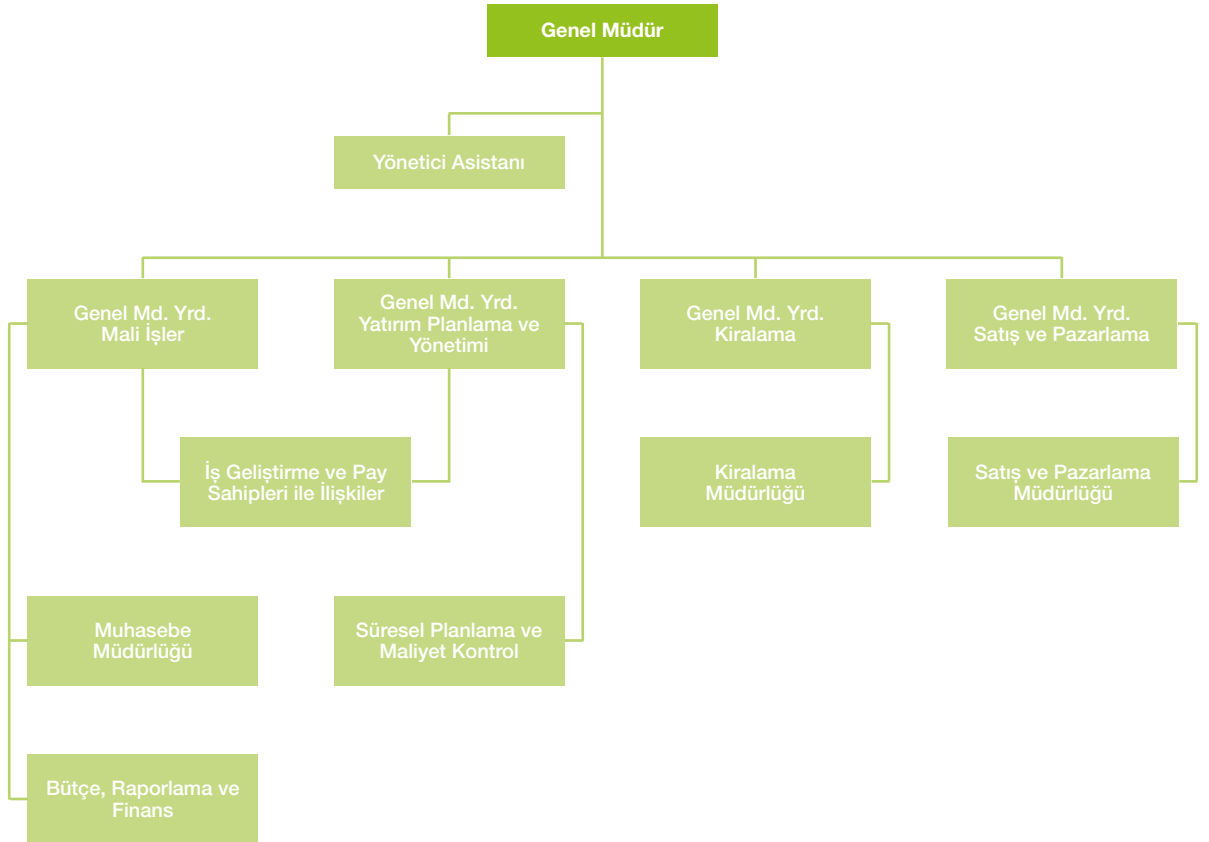 Genel Müdür
Yönetici Asistanı
Genel Md. Yrd.
Mali İşler
Genel Md. Yrd.
Yatırım Planlama ve
Yönetimi
Genel Md. Yrd.
Kiralama
Genel Md. Yrd.
Satış ve Pazarlama
İş Geliştirme ve Pay
Sahipleri ile İlişkiler
Kiralama
Müdürlüğü
Satış ve Pazarlama
Müdürlüğü
Muhasebe
Müdürlüğü
Süresel Planlama ve
Maliyet Kontrol
Bütçe, Raporlama ve
Finans